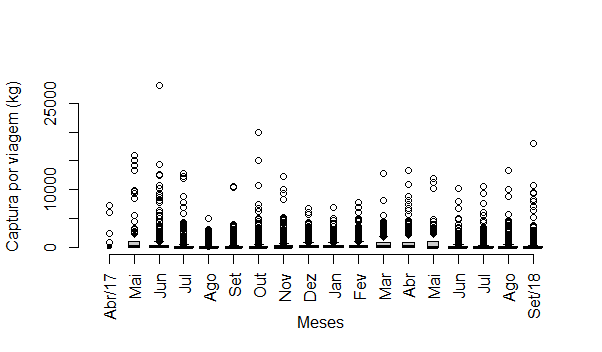 Captura por viagem (kg)
25000
10000
0
Abr/17 Mai Jun Jul Ago Set Out Nov Dez Jan Fev Mar Abr Mai Jun Jul Ago Set/18
Meses